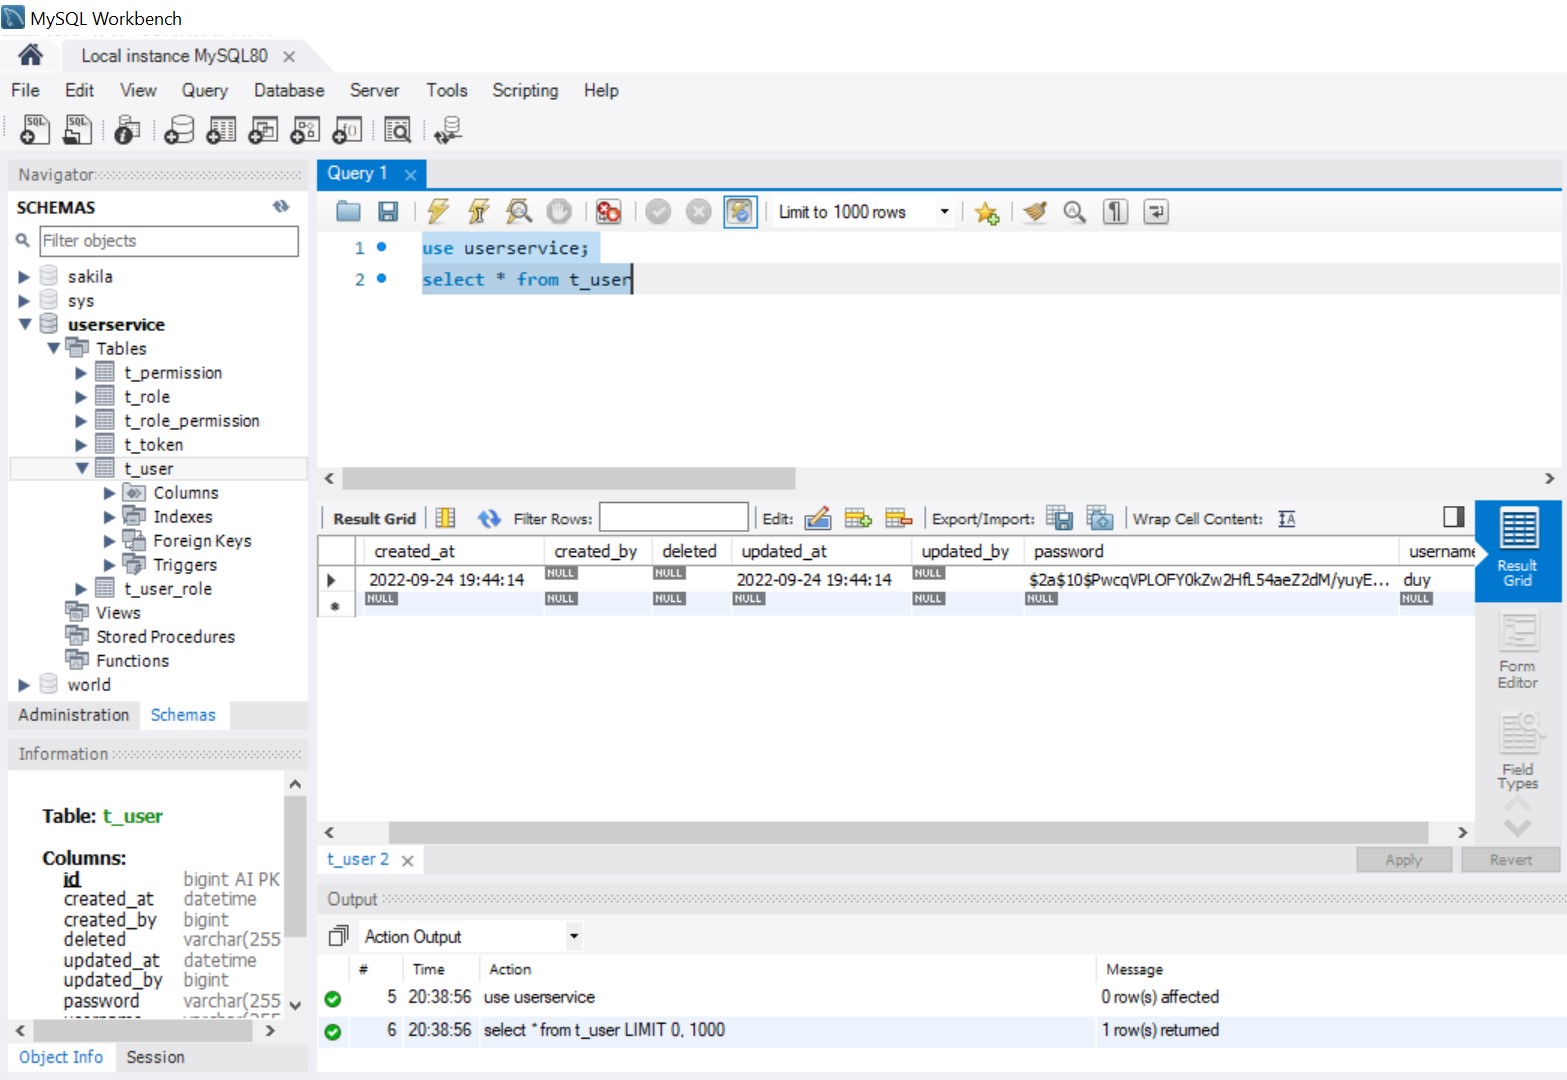 MySQL Workbench
Local instance MySQL80
File Edit View Query Database Server Tools Scripting Help
Navigator
SCHEMAS
Filter objects
sakila
sys
userservice
Tables
t_permission
t_role
t_role_permission
t_token
t_user
Columns
Indexes
Foreign Keys
Triggers
t_user_role
Views
Stored Procedures
Functions
world
Administration Schemas
Information
Table: t_user
Columns:
id bigint AI PK
created_at datetime
created_by bigint
deleted varchar(255
updated_at datetime
updated_by bigint
password varchar(255
Object Info Session
Query 1
Limit to 1000 rows
1 use userservice;
2 select * from t_user
Result Grid Filter Rows: Edit: Export/Import: Wrap Cell Content:
created_at created_by deleted updated_at updated_by password username
2022-09-24 19:44:14 NULL NULL 2022-09-24 19:44:14 NULL $2a$10$PwcqVPLOFY0kZw2HfL54aeZ2dM/yuyE... duy
NULL NULL NULL NULL NULL NULL NULL
Result Grid
Form Editor
Field Types
t_user 2
Apply Revert
Output
Action Output
# Time Action Message
5 20:38:56 use userservice 0 row(s) affected
6 20:38:56 select * from t_user LIMIT 0, 1000 1 row(s) returned